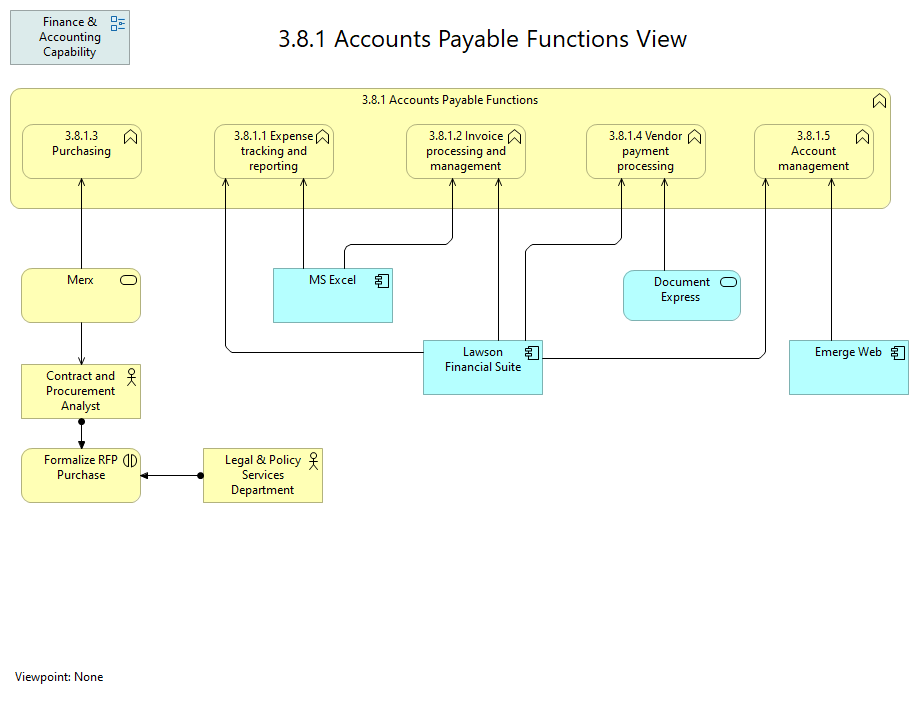 Finance &
Accounting
Capability
3.8.1 Accounts Payable Functions View
3.8.1 Accounts Payable Functions
3.8.1.3
Purchasing
3.8.1.1 Expense
tracking and
reporting
3.8.1.2 Invoice
processing and
management
3.8.1.4 Vendor
payment
processing
3.8.1.5
Account
management
Merx
MS Excel
Document
Express
Lawson
Financial Suite
Emerge Web
Contract and
Procurement
Analyst
Formalize RFP
Purchase
Legal & Policy
Services
Department
Viewpoint: None